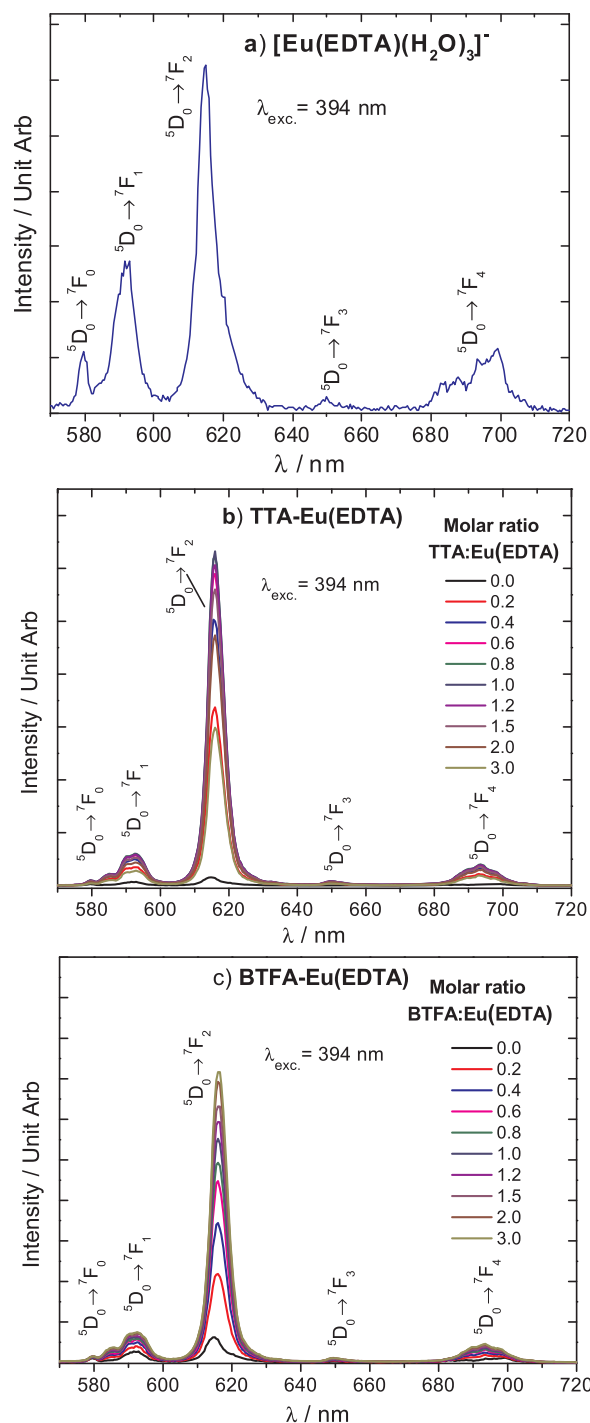 a) [Eu(EDTA)(H₂O)₃]⁻
λexc. = 394 nm
⁵D₀→⁷F₀
⁵D₀→⁷F₁
⁵D₀→⁷F₂
⁵D₀→⁷F₃
⁵D₀→⁷F₄
Intensity / Unit Arb
580 600 620 640 660 680 700 720
λ / nm
b) TTA-Eu(EDTA)
λexc. = 394 nm
⁵D₀→⁷F₀
⁵D₀→⁷F₁
⁵D₀→⁷F₂
⁵D₀→⁷F₃
⁵D₀→⁷F₄
Molar ratio
TTA:Eu(EDTA)
0.0
0.2
0.4
0.6
0.8
1.0
1.2
1.5
2.0
3.0
Intensity / Unit Arb
580 600 620 640 660 680 700 720
λ / nm
c) BTFA-Eu(EDTA)
λexc. = 394 nm
⁵D₀→⁷F₀
⁵D₀→⁷F₁
⁵D₀→⁷F₂
⁵D₀→⁷F₃
⁵D₀→⁷F₄
Molar ratio
BTFA:Eu(EDTA)
0.0
0.2
0.4
0.6
0.8
1.0
1.2
1.5
2.0
3.0
Intensity / Unit Arb
580 600 620 640 660 680 700 720
λ / nm